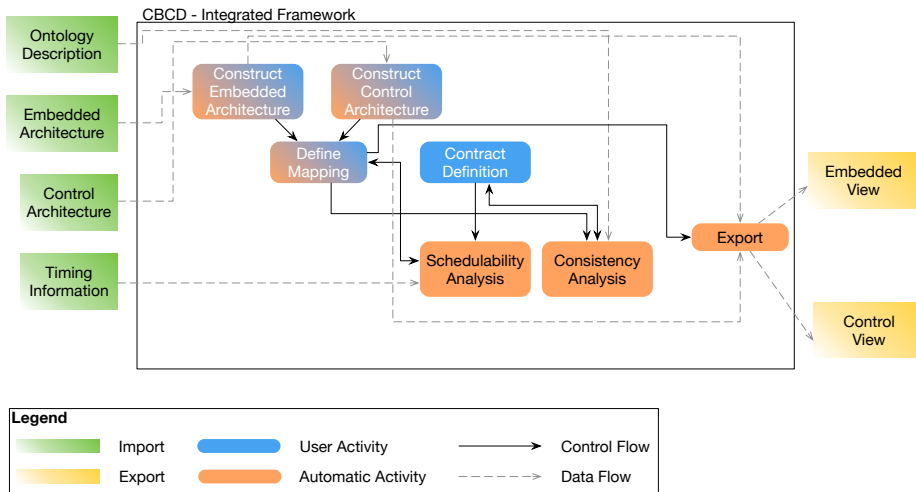 CBCD - Integrated Framework
Ontology
Description
Embedded
Architecture
Control
Architecture
Timing
Information
Construct
Embedded
Architecture
Construct
Control
Architecture
Define
Mapping
Contract
Definition
Schedulability
Analysis
Consistency
Analysis
Export
Embedded
View
Control
View
Legend
Import
User Activity
Control Flow
Export
Automatic Activity
Data Flow